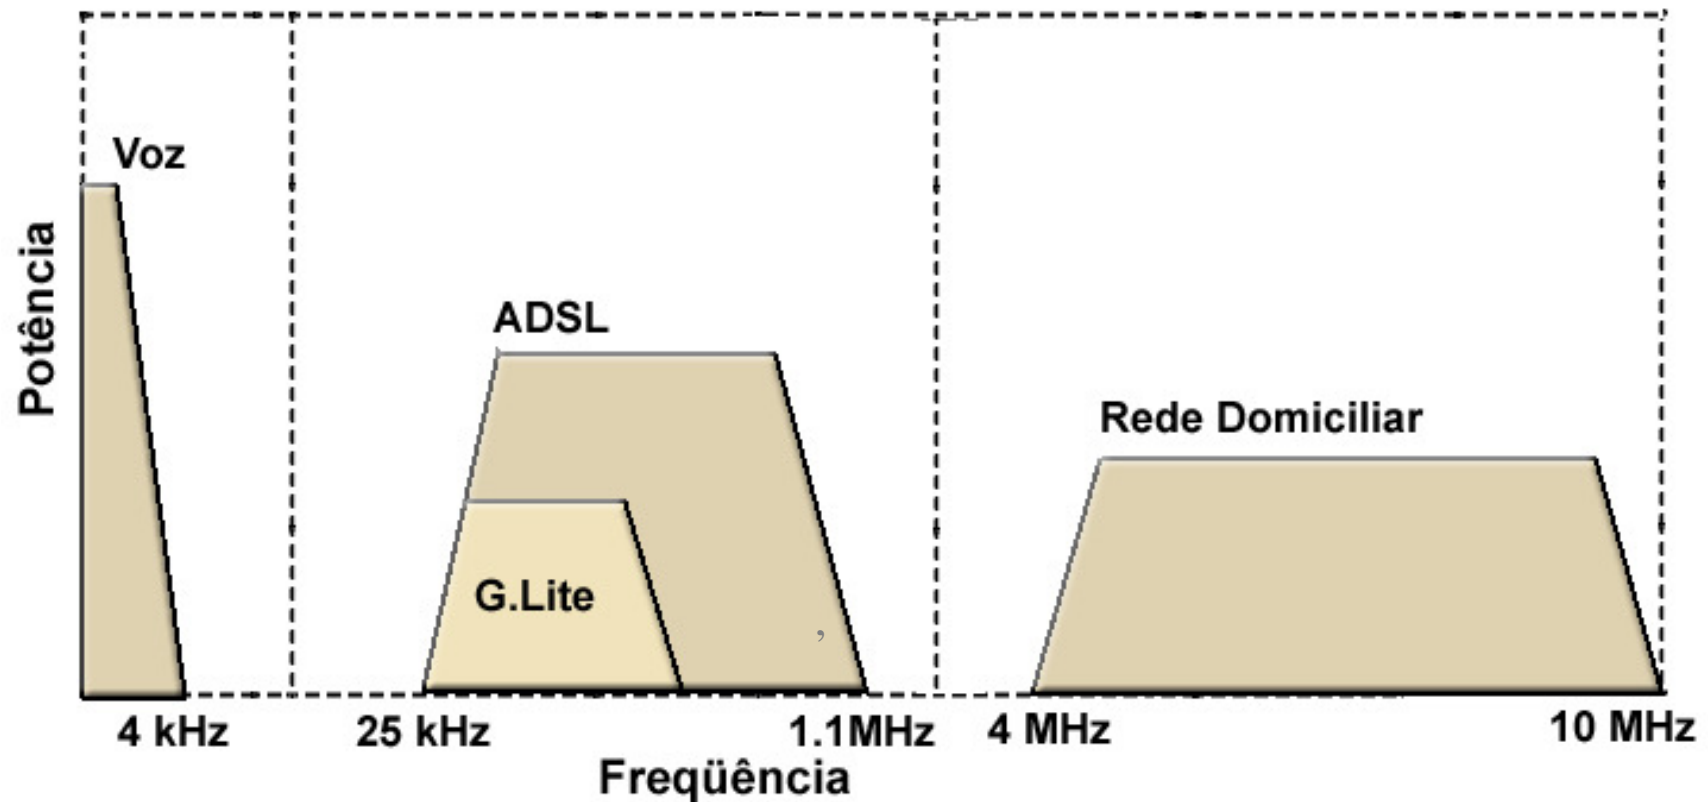 Voz
Potência
ADSL
Rede Domiciliar
G.Lite
,
4 kHz
25 kHz
1.1MHz
4 MHz
10 MHz
Freqüência